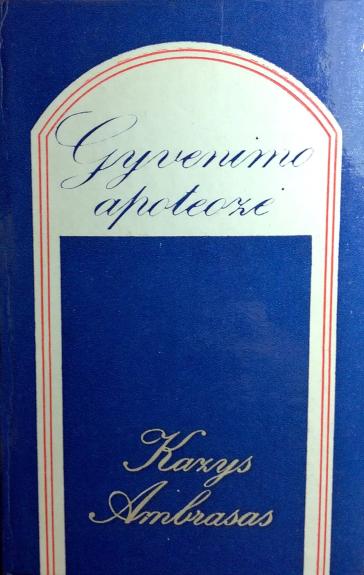 Gyvenimo
apoteozė
Kazys
Ambrasas